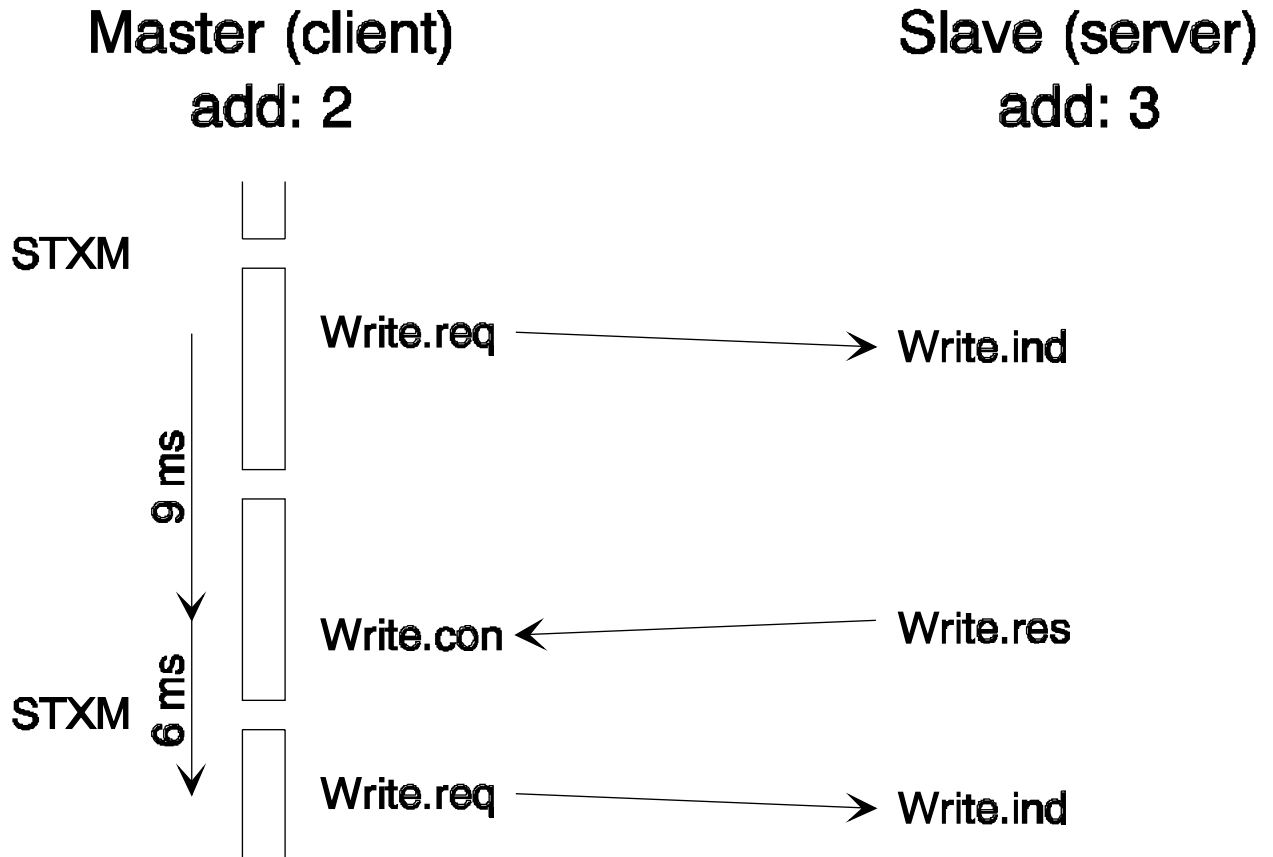 Master (client)
add: 2
Slave (server)
add: 3
STXM
Write.req
Write.ind
9 ms
Write.con
Write.res
6 ms
STXM
Write.req
Write.ind